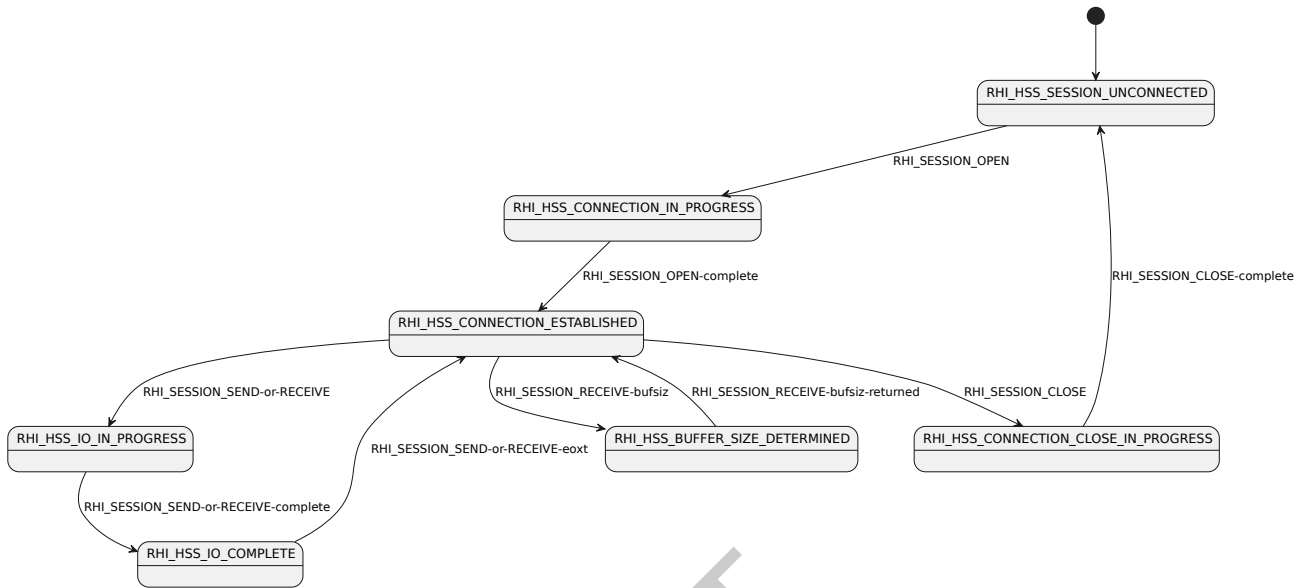 RHI_HSS_SESSION_UNCONNECTED
RHI_SESSION_OPEN
RHI_HSS_CONNECTION_IN_PROGRESS
RHI_SESSION_OPEN-complete
RHI_SESSION_CLOSE-complete
RHI_HSS_CONNECTION_ESTABLISHED
RHI_SESSION_SEND-or-RECEIVE
RHI_SESSION_RECEIVE-bufsiz
RHI_SESSION_RECEIVE-bufsiz-returned
RHI_SESSION_CLOSE
RHI_HSS_IO_IN_PROGRESS
RHI_SESSION_SEND-or-RECEIVE-eoxt
RHI_HSS_BUFFER_SIZE_DETERMINED
RHI_HSS_CONNECTION_CLOSE_IN_PROGRESS
RHI_SESSION_SEND-or-RECEIVE-complete
RHI_HSS_IO_COMPLETE